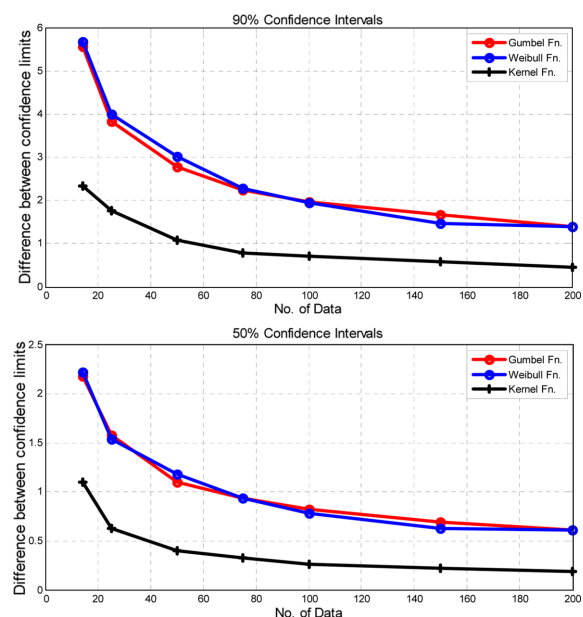 90% Confidence Intervals
Gumbel Fn.
Weibull Fn.
Kernel Fn.
Difference between confidence limits
6
5
4
3
2
1
0
0 20 40 60 80 100 120 140 160 180 200
No. of Data
50% Confidence Intervals
Gumbel Fn.
Weibull Fn.
Kernel Fn.
Difference between confidence limits
2.5
2
1.5
1
0.5
0
0 20 40 60 80 100 120 140 160 180 200
No. of Data